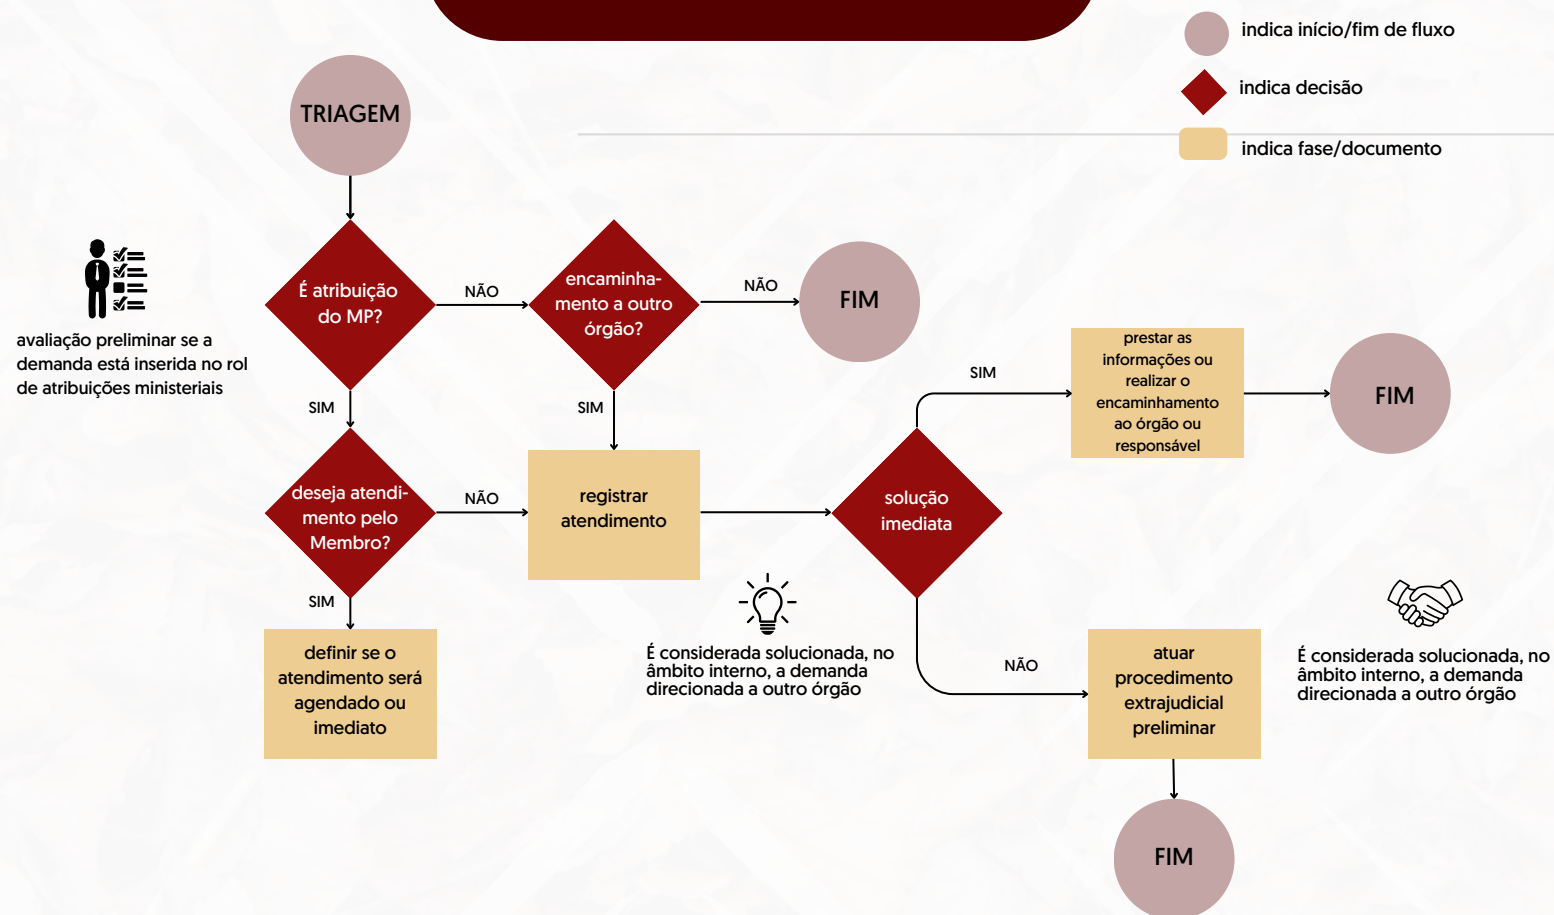 indica início/fim de fluxo
indica decisão
indica fase/documento
TRIAGEM
É atribuição
do MP?
NÃO
encaminha-
mento a outro
órgão?
NÃO
FIM
avaliação preliminar se a
demanda está inserida no rol
de atribuições ministeriais
SIM
SIM
SIM
prestar as
informações ou
realizar o
encaminhamento
ao órgão ou
responsável
FIM
deseja atendi-
mento pelo
Membro?
NÃO
registrar
atendimento
solução
imediata
SIM
definir se o
atendimento será
agendado ou
imediato
É considerada solucionada, no
âmbito interno, a demanda
direcionada a outro órgão
NÃO
atuar
procedimento
extrajudicial
preliminar
É considerada solucionada, no
âmbito interno, a demanda
direcionada a outro órgão
FIM